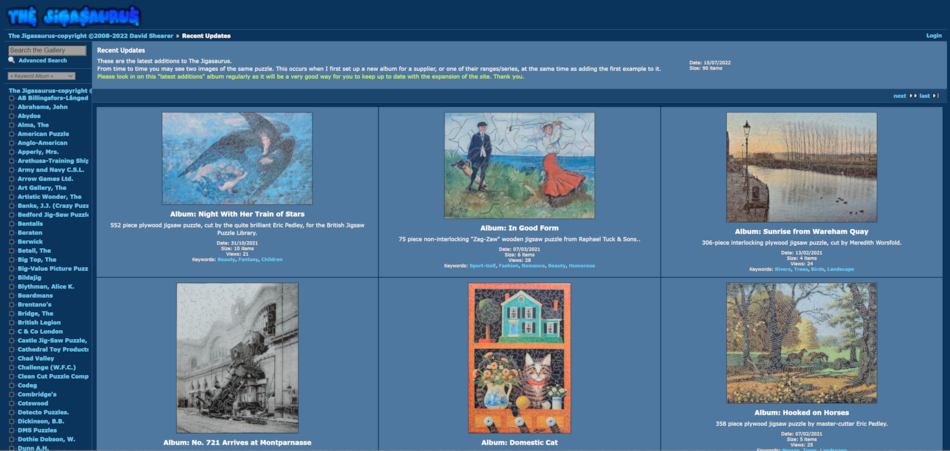 THE JIGASAURUS
The Jigasaurus-copyright ©2008-2022 David Shearer » Recent Updates
Login
Search the Gallery
Advanced Search
< Keyword Album >
The Jigasaurus-copyright
AB Billingsfors-Långed
Abrahams, John
Abydos
Alma, The
American Puzzle
Anglo-American
Apperly, Mrs.
Arethusa-Training Ship
Army and Navy C.S.L.
Arrow Games Ltd.
Art Gallery, The
Artistic Wonder, The
Banks, J.J. (Crazy Puzz
Bedford Jig-Saw Puzzle
Bentalls
Beraten
Berwick
Betall, The
Big Top, The
Big-Value Picture Puzz
Bildejig
Blythman, Alice K.
Boardmans
Brentano's
Bridge, The
British Legion
C & Co London
Castle Jig-Saw Puzzle,
Cathedral Toy Products
Chad Valley
Challenge (W.F.C.)
Clean Cut Puzzle Comp
Codeg
Combridge's
Cotswood
Detecto Puzzles.
Dickinson, B.B.
DMS Puzzles
Dothie Dobson, W.
Dunn A.H.
Recent Updates
These are the latest additions to The Jigasaurus.
From time to time you may see two images of the same puzzle. This occurs when I first set up a new album for a supplier, or one of their ranges/series, at the same time as adding the first example to it.
Please look in on this "latest additions" album regularly as it will be a very good way for you to keep up to date with the expansion of the site. Thank you.
Date: 15/07/2022
Size: 90 items
next last
Album: Night With Her Train of Stars
552 piece plywood jigsaw puzzle, cut by the quite brilliant Eric Pedley, for the British Jigsaw
Puzzle Library.
Date: 31/10/2021
Size: 10 items
Views: 21
Keywords: Beauty, Fantasy, Children
Album: In Good Form
75 piece non-interlocking "Zag-Zaw" wooden jigsaw puzzle from Raphael Tuck & Sons..
Date: 07/03/2021
Size: 6 items
Views: 28
Keywords: Sport-Golf, Fashion, Romance, Beauty, Humorous
Album: Sunrise from Wareham Quay
306-piece interlocking plywood jigsaw puzzle, cut by Meredith Worsfold.
Date: 13/02/2021
Size: 4 items
Views: 24
Keywords: Rivers, Trees, Birds, Landscape
Album: No. 721 Arrives at Montparnasse
Album: Domestic Cat
Album: Hooked on Horses
358 piece plywood jigsaw puzzle by master-cutter Eric Pedley.
Date: 07/02/2021
Size: 5 items
Views: 25